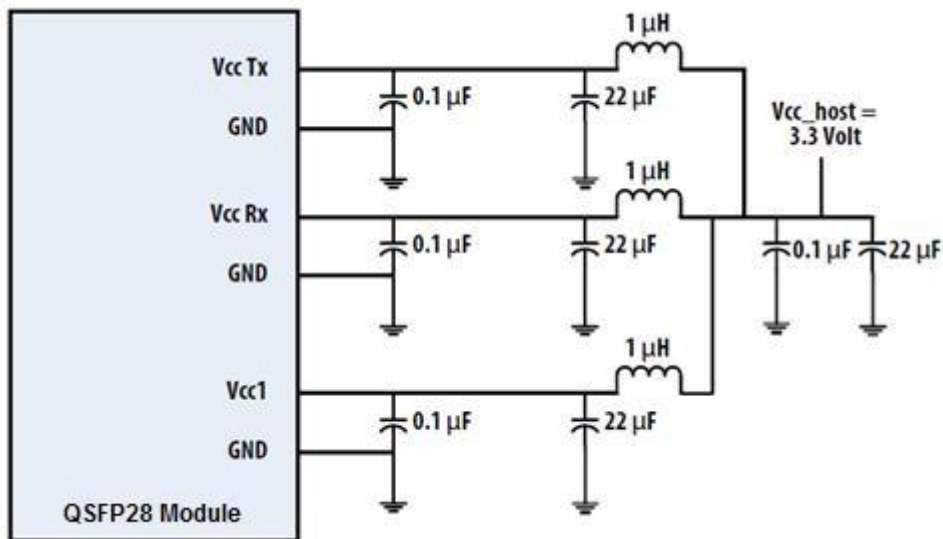 1 µH
Vcc Tx
0.1 µF
22 µF
GND
Vcc_host =
3.3 Volt
1 µH
Vcc Rx
0.1 µF
22 µF
0.1 µF
22 µF
GND
1 µH
Vcc1
0.1 µF
22 µF
GND
QSFP28 Module